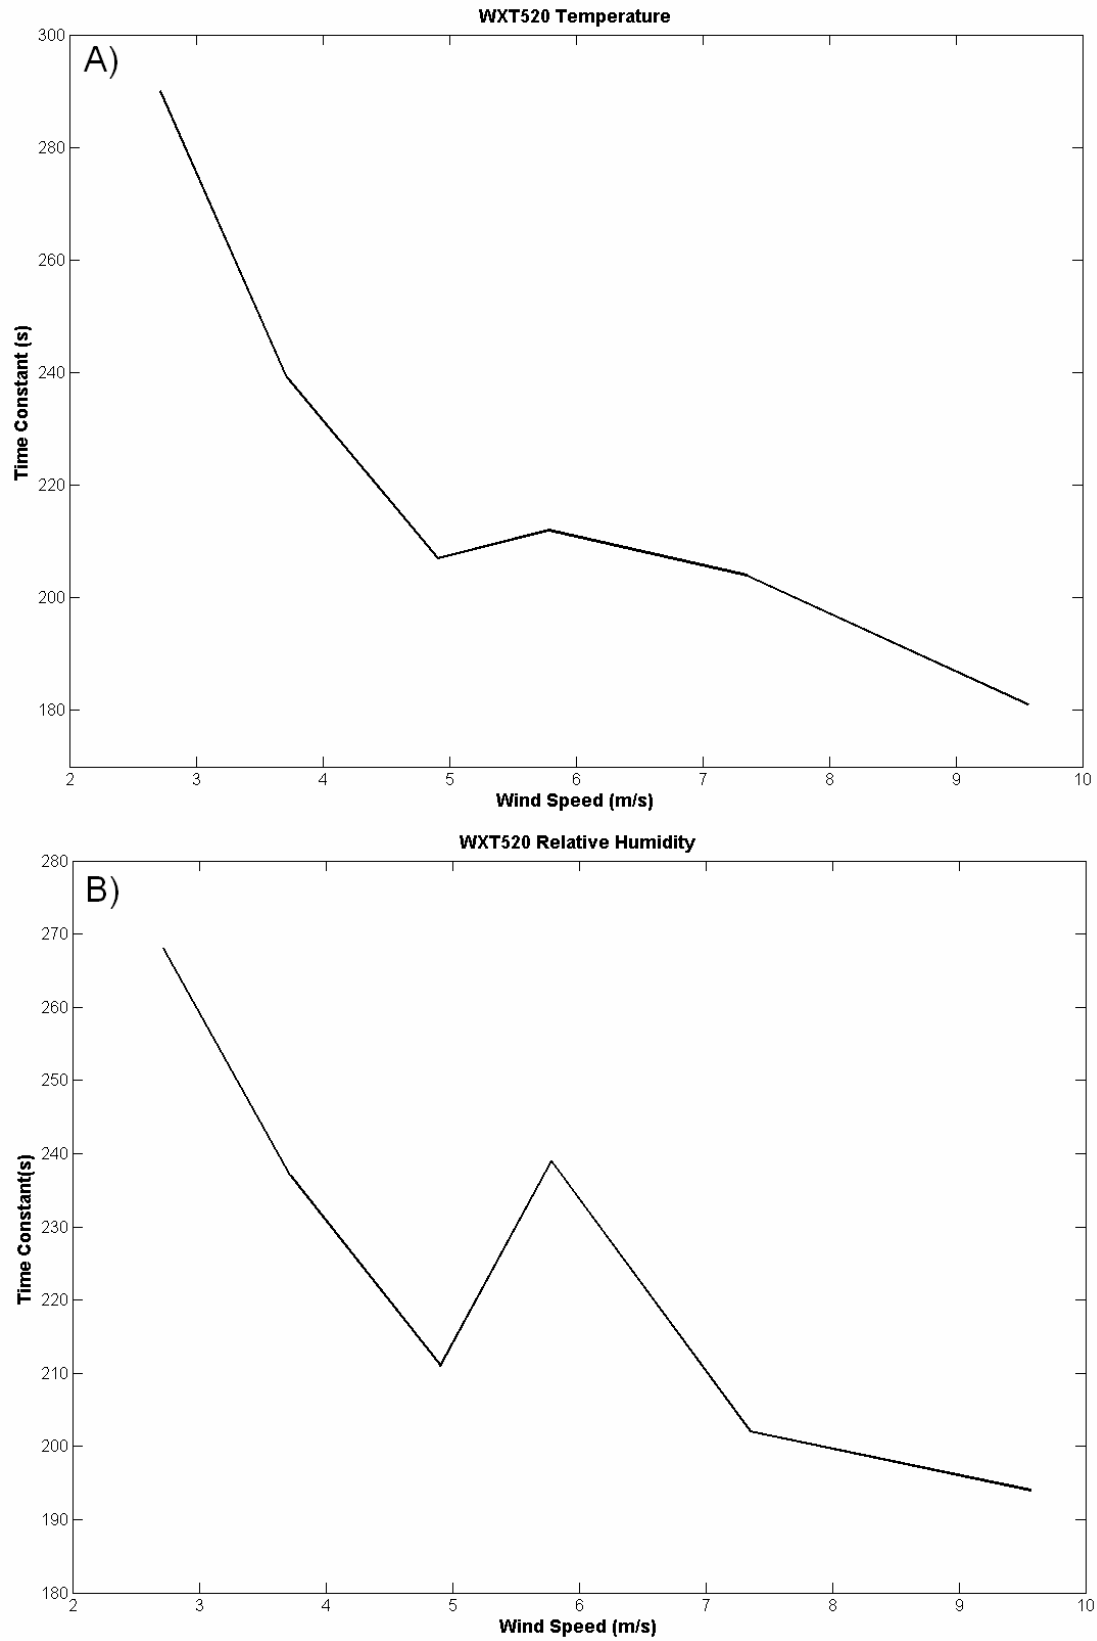 WXT520 Temperature
A)
300
280
260
240
220
200
180
Time Constant (s)
2 3 4 5 6 7 8 9 10
Wind Speed (m/s)
WXT520 Relative Humidity
B)
280
270
260
250
240
230
220
210
200
190
180
Time Constant(s)
2 3 4 5 6 7 8 9 10
Wind Speed (m/s)